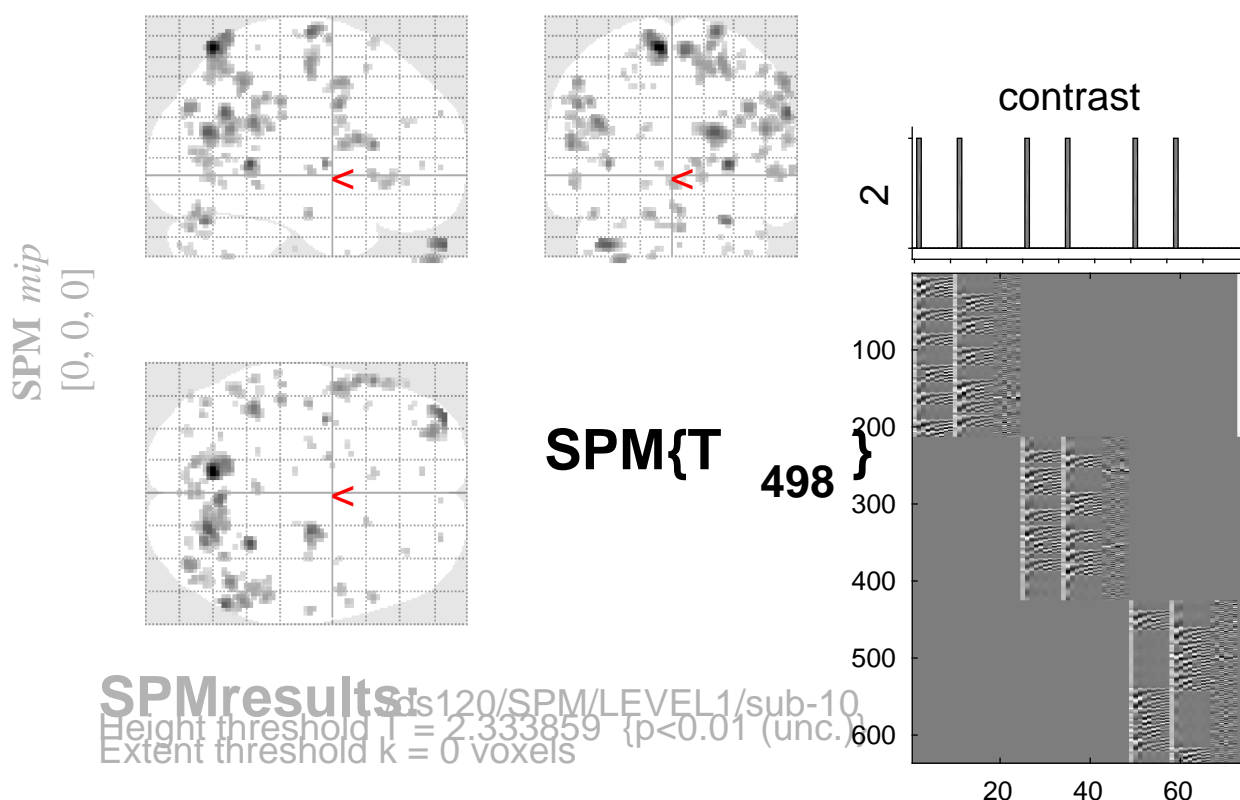 SPM mip
[0, 0, 0]
<
<
<
SPM{T
498
}
contrast
2
100
200
300
400
500
600
20
40
60
SPMresults:
/ds120/SPM/LEVEL1/sub-10
Height threshold T = 2.333859 {p<0.01 (unc.)}
Extent threshold k = 0 voxels